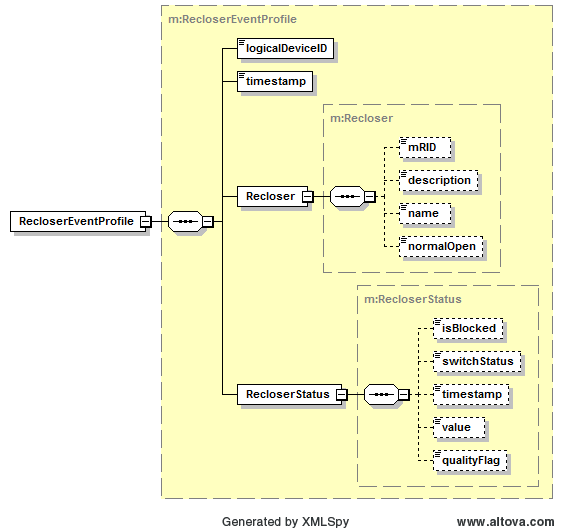 m:RecloserEventProfile
logicalDeviceID
timestamp
m:Recloser
mRID
description
Recloser
name
RecloserEventProfile
normalOpen
m:RecloserStatus
isBlocked
switchStatus
RecloserStatus
timestamp
value
qualityFlag
Generated by XMLSpy
www.altova.com